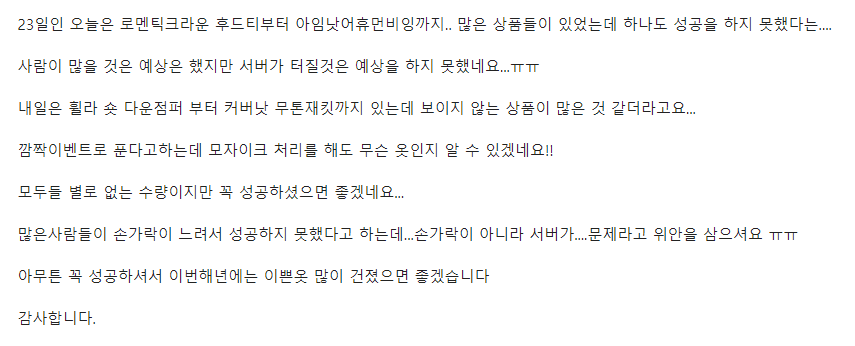 23일인 오늘은 로멘틱크라운 후드티부터 아임낫어휴먼비잉까지.. 많은 상품들이 있었는데 하나도 성공을 하지 못했다는....
사람이 많을 것은 예상은 했지만 서버가 터질것은 예상을 하지 못했네요...ㅠㅠ
내일은 휠라 숏 다운점퍼 부터 커버낫 무톤재킷까지 있는데 보이지 않는 상품이 많은 것 같더라고요...
깜짝이벤트로 푼다고하는데 모자이크 처리를 해도 무슨 옷인지 알 수 있겠네요!!
모두들 별로 없는 수량이지만 꼭 성공하셨으면 좋겠네요...
많은사람들이 손가락이 느려서 성공하지 못했다고 하는데...손가락이 아니라 서버가....문제라고 위안을 삼으셔요 ㅠㅠ
아무튼 꼭 성공하셔서 이번해년에는 이쁜옷 많이 건졌으면 좋겠습니다
감사합니다.